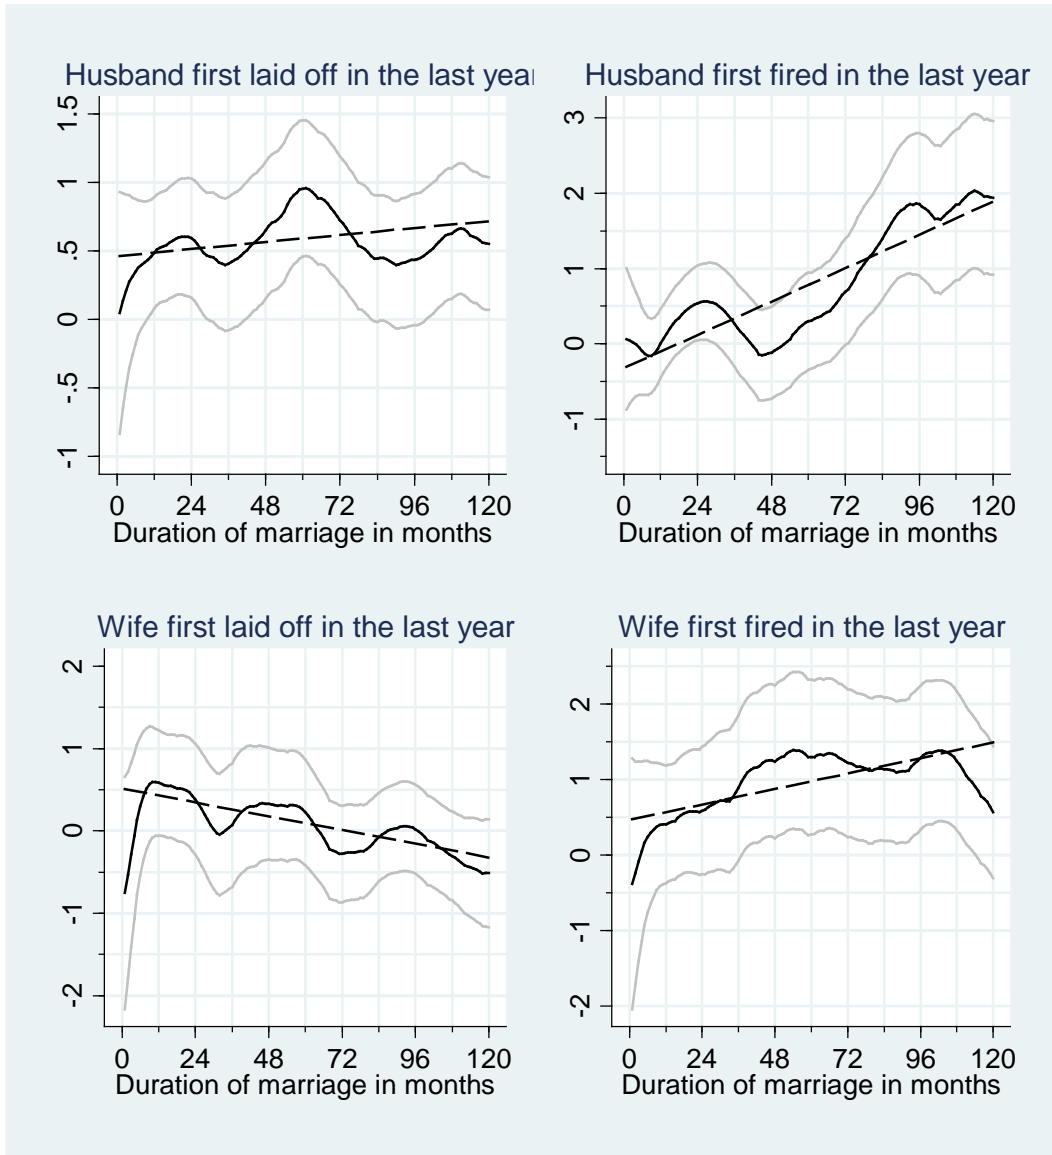 Husband first laid off in the last year
1.5
1
.5
0
-.5
-1
0 24 48 72 96 120
Duration of marriage in months
Husband first fired in the last year
3
2
1
0
-1
0 24 48 72 96 120
Duration of marriage in months
Wife first laid off in the last year
2
1
0
-1
-2
0 24 48 72 96 120
Duration of marriage in months
Wife first fired in the last year
2
1
0
-1
-2
0 24 48 72 96 120
Duration of marriage in months